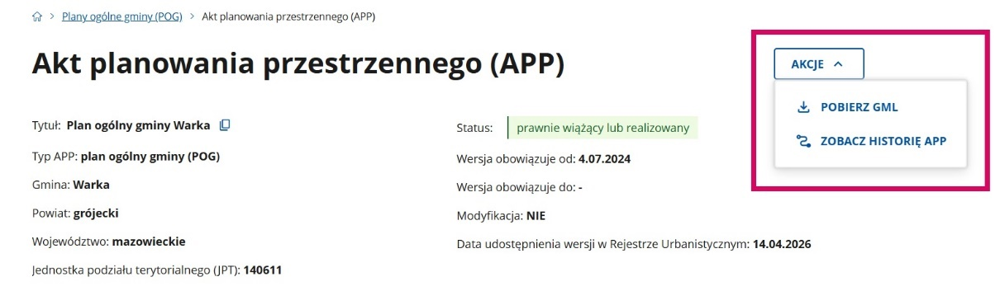 Plany ogólne gminy (POG) > Akt planowania przestrzennego (APP)
Akt planowania przestrzennego (APP)
AKCJE
POBIERZ GML
ZOBACZ HISTORIĘ APP
Tytuł: Plan ogólny gminy Warka
Typ APP: plan ogólny gminy (POG)
Gmina: Warka
Powiat: grójecki
Województwo: mazowieckie
Jednostka podziału terytorialnego (JPT): 140611
Status: prawnie wiążący lub realizowany
Wersja obowiązuje od: 4.07.2024
Wersja obowiązuje do: -
Modyfikacja: NIE
Data udostępnienia wersji w Rejestrze Urbanistycznym: 14.04.2026